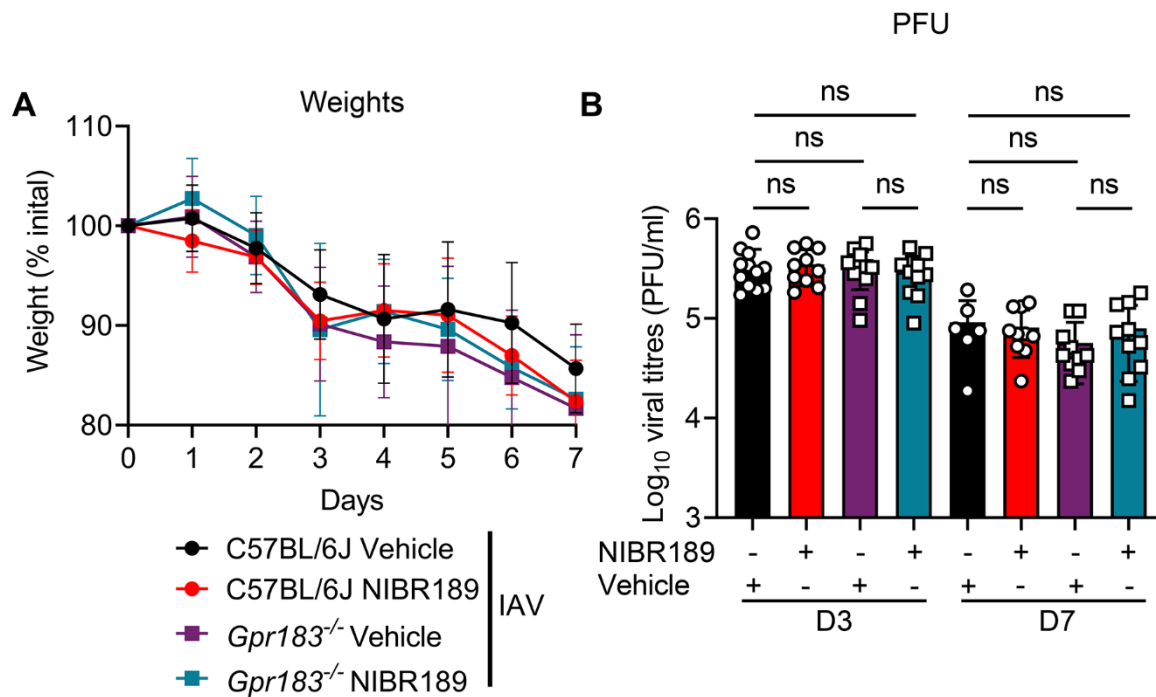 PFU
A
Weights
Weight (% inital)
110
100
90
80
0 1 2 3 4 5 6 7
Days
C57BL/6J Vehicle
C57BL/6J NIBR189
Gpr183-/- Vehicle
Gpr183-/- NIBR189
IAV
B
ns
ns
ns
ns
ns
ns
ns
ns
Log10 viral titres (PFU/ml)
6
5
4
3
NIBR189 - + - + - + - +
Vehicle + - + - + - + -
D3 D7